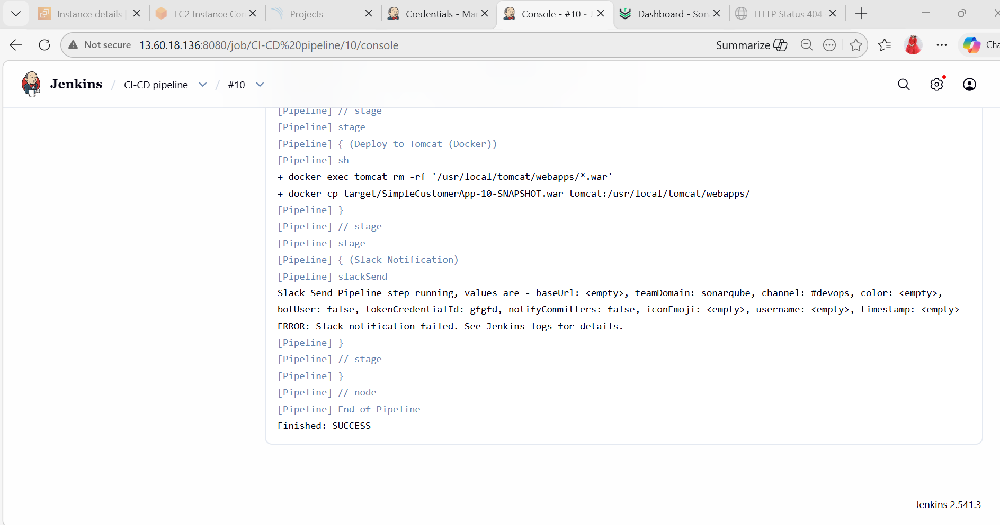 Instance details |
EC2 Instance Cor
Projects
Credentials - Ma
Console - #10 - J
Dashboard - Son
HTTP Status 404
Not secure 13.60.18.136:8080/job/CI-CD%20pipeline/10/console Summarize Cha
Jenkins / CI-CD pipeline / #10
[Pipeline] // stage
[Pipeline] stage
[Pipeline] { (Deploy to Tomcat (Docker))
[Pipeline] sh
+ docker exec tomcat rm -rf '/usr/local/tomcat/webapps/*.war'
+ docker cp target/SimpleCustomerApp-10-SNAPSHOT.war tomcat:/usr/local/tomcat/webapps/
[Pipeline] }
[Pipeline] // stage
[Pipeline] stage
[Pipeline] { (Slack Notification)
[Pipeline] slackSend
Slack Send Pipeline step running, values are - baseUrl: <empty>, teamDomain: sonarqube, channel: #devops, color: <empty>,
botUser: false, tokenCredentialId: gfgfd, notifyCommitters: false, iconEmoji: <empty>, username: <empty>, timestamp: <empty>
ERROR: Slack notification failed. See Jenkins logs for details.
[Pipeline] }
[Pipeline] // stage
[Pipeline] }
[Pipeline] // node
[Pipeline] End of Pipeline
Finished: SUCCESS
Jenkins 2.541.3